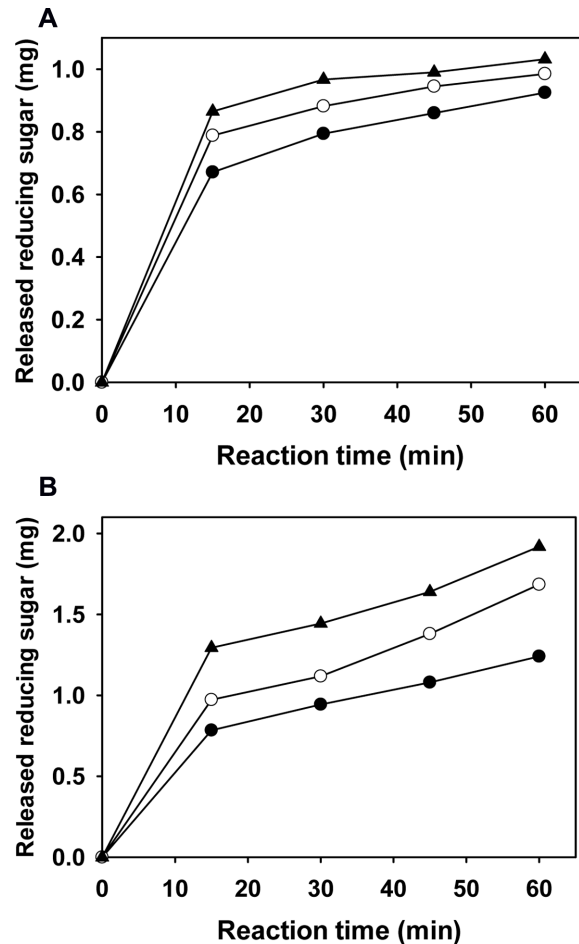 A
Released reducing sugar (mg)
1.0
0.8
0.6
0.4
0.2
0.0
0 10 20 30 40 50 60
Reaction time (min)
B
Released reducing sugar (mg)
2.0
1.5
1.0
0.5
0.0
0 10 20 30 40 50 60
Reaction time (min)